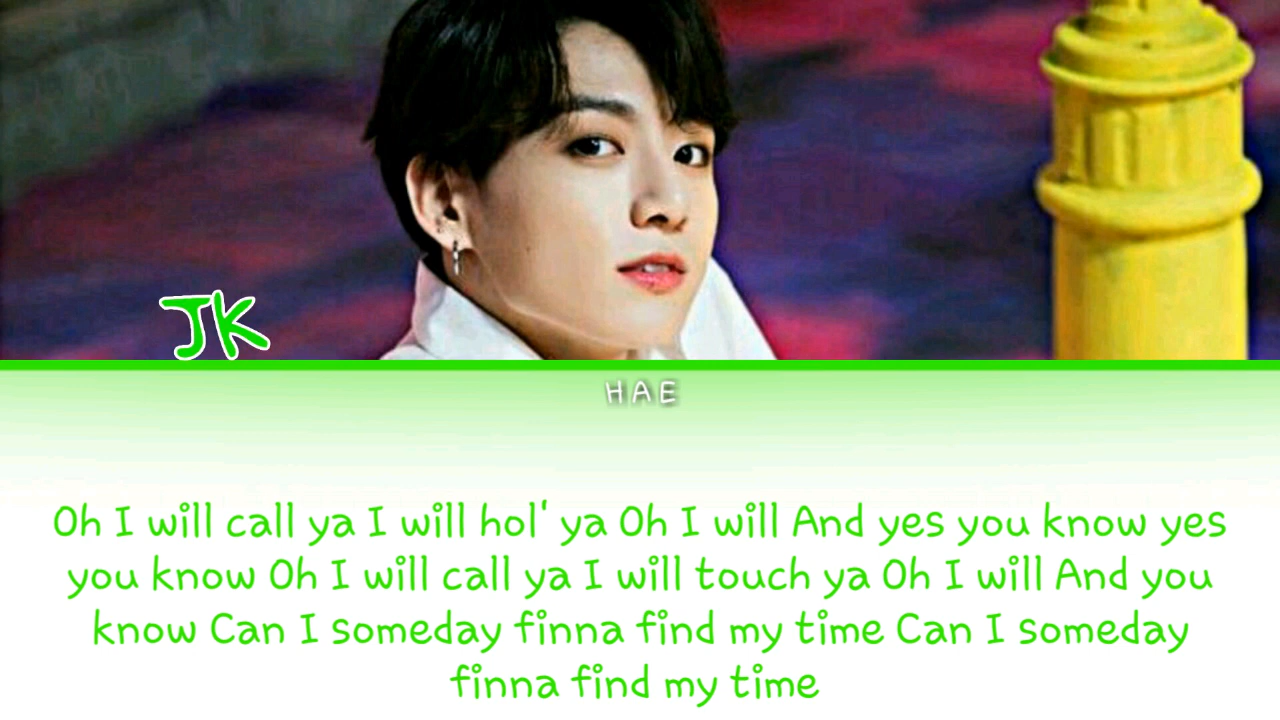 JK
HAE
Oh I will call ya I will hol' ya Oh I will And yes you know yes
you know Oh I will call ya I will touch ya Oh I will And you
know Can I someday finna find my time Can I someday
finna find my time